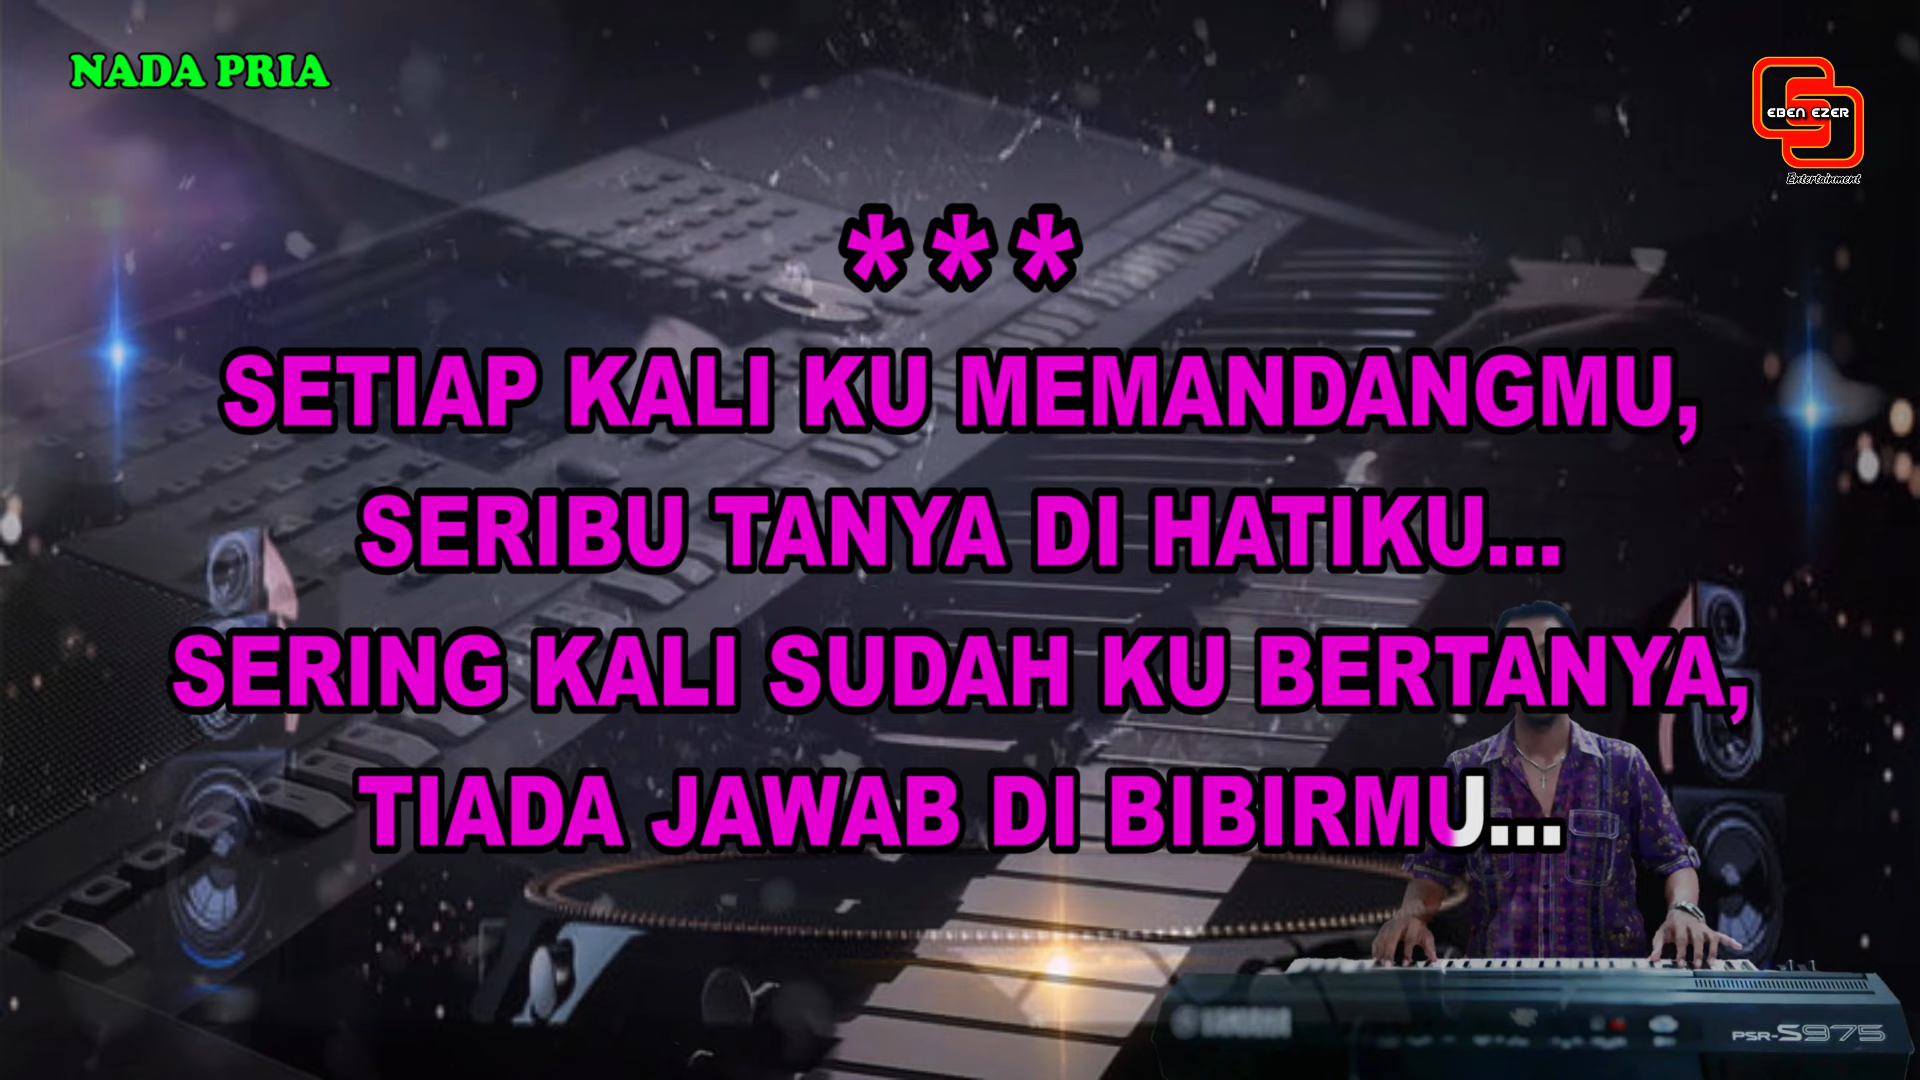 NADA PRIA
EBEN EZER
Entertainment
* * *
SETIAP KALI KU MEMANDANGMU,
SERIBU TANYA DI HATIKU...
SERING KALI SUDAH KU BERTANYA,
TIADA JAWAB DI BIBIRMU...
PSR-S975